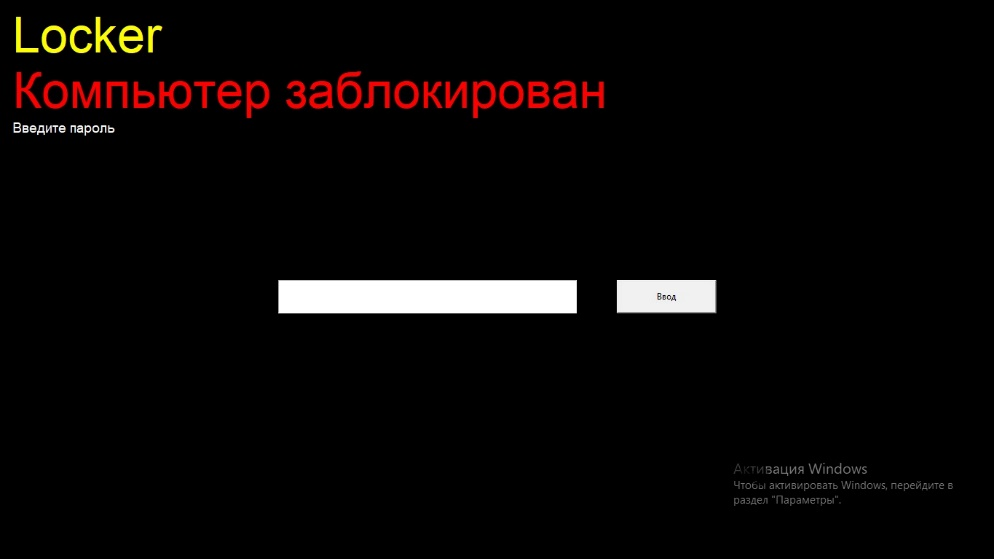 Locker
Компьютер заблокирован
Введите пароль
Ввод
Активация Windows
Чтобы активировать Windows, перейдите в
раздел "Параметры".